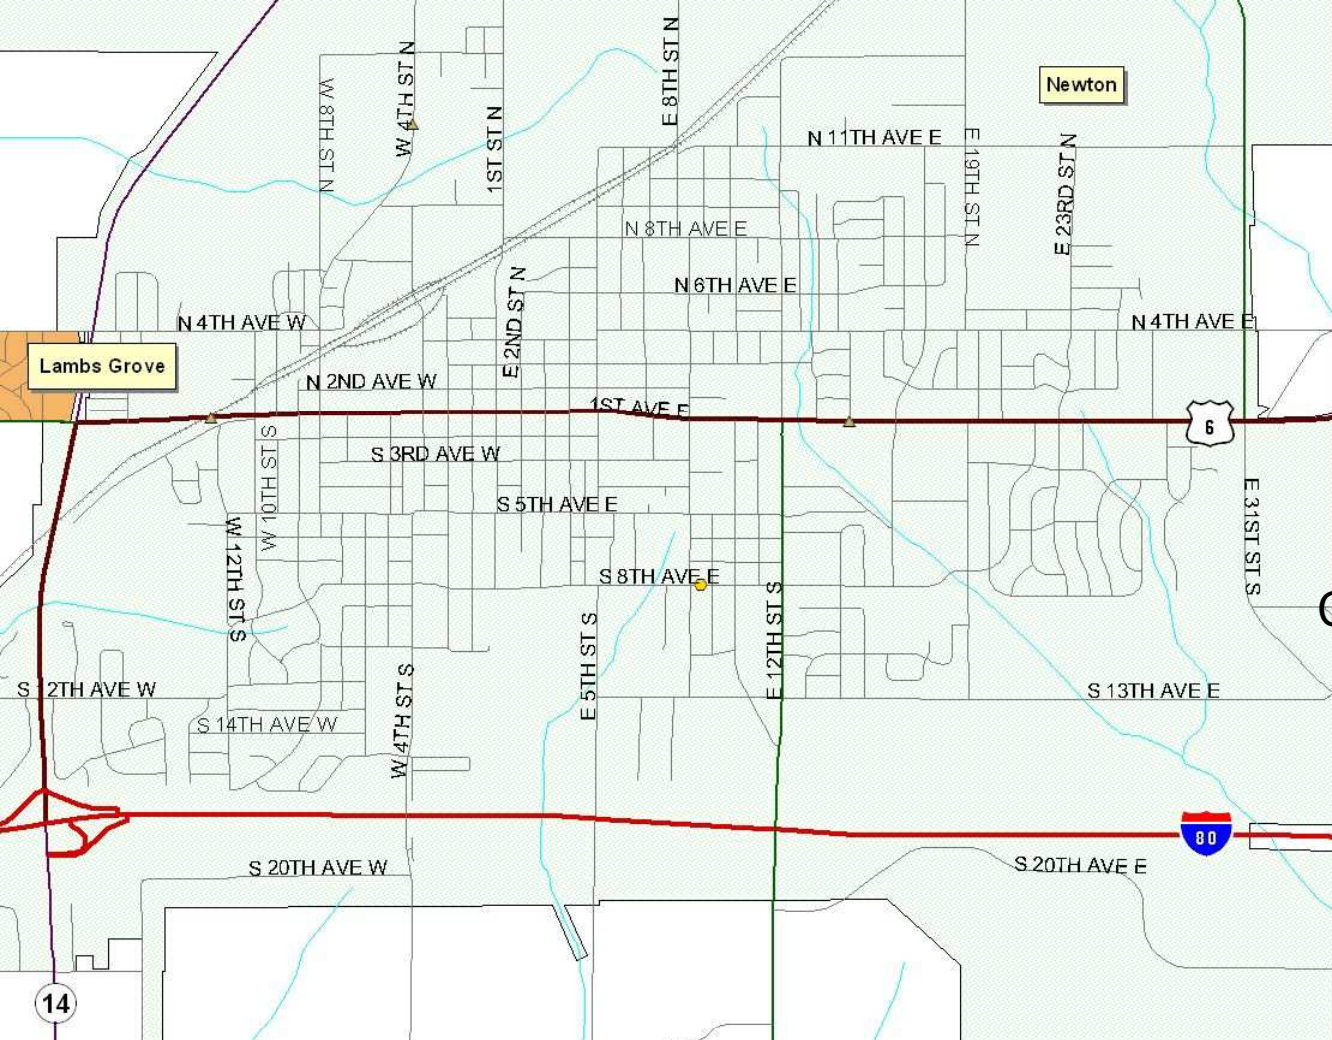 W 8TH ST N
W 4TH ST N
1ST ST N
E 8TH ST N
Newton
N 11TH AVE E
E 19TH ST N
E 23RD ST N
N 8TH AVE E
N 6TH AVE E
E 2ND ST N
N 4TH AVE W
N 4TH AVE E
Lambs Grove
N 2ND AVE W
1ST AVE E
6
S 3RD AVE W
W 10TH ST S
S 5TH AVE E
E 31ST ST S
W 12TH ST S
S 8TH AVE E
E 12TH ST S
E 5TH ST S
S 12TH AVE W
S 13TH AVE E
S 14TH AVE W
W 4TH ST S
80
S 20TH AVE W
S 20TH AVE E
14